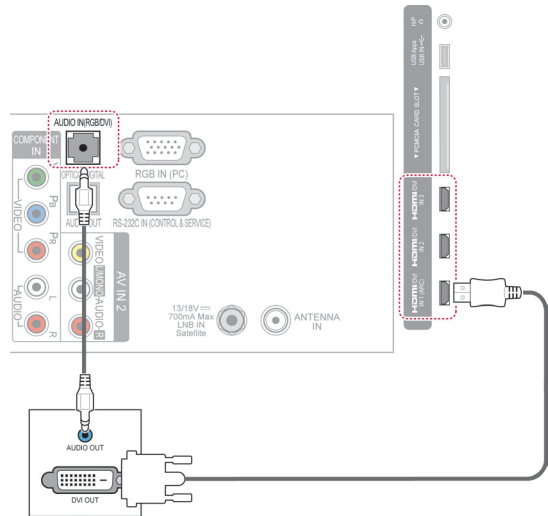 H/P
USB Apps
USB IN
▼ PCMCIA CARD SLOT ▼
HDMI/DVI
IN 3
HDMI/DVI
IN 2
HDMI/DVI
IN 1 (ARC)
AUDIO IN(RGB/DVI)
COMPONENT
IN
VIDEO
Y
PB
PR
AUDIO
L
R
OPTICAL DIGITAL
AUDIO OUT
RGB IN (PC)
RS-232C IN (CONTROL & SERVICE)
VIDEO
L/MONO
AUDIO
R
AV IN 2
13/18V
700mA Max
LNB IN
Satellite
ANTENNA
IN
AUDIO OUT
DVI OUT